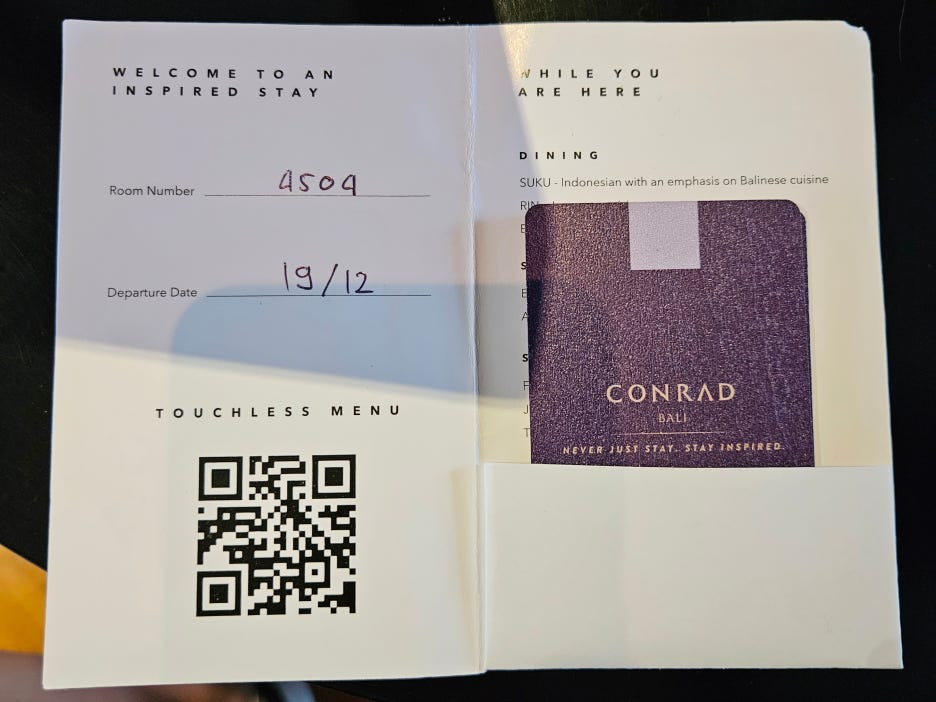 WELCOME TO AN
INSPIRED STAY
Room Number 4504
Departure Date 19/12
TOUCHLESS MENU
WHILE YOU
ARE HERE
DINING
SUKU - Indonesian with an emphasis on Balinese cuisine
RIN
CONRAD
BALI
NEVER JUST STAY. STAY INSPIRED.